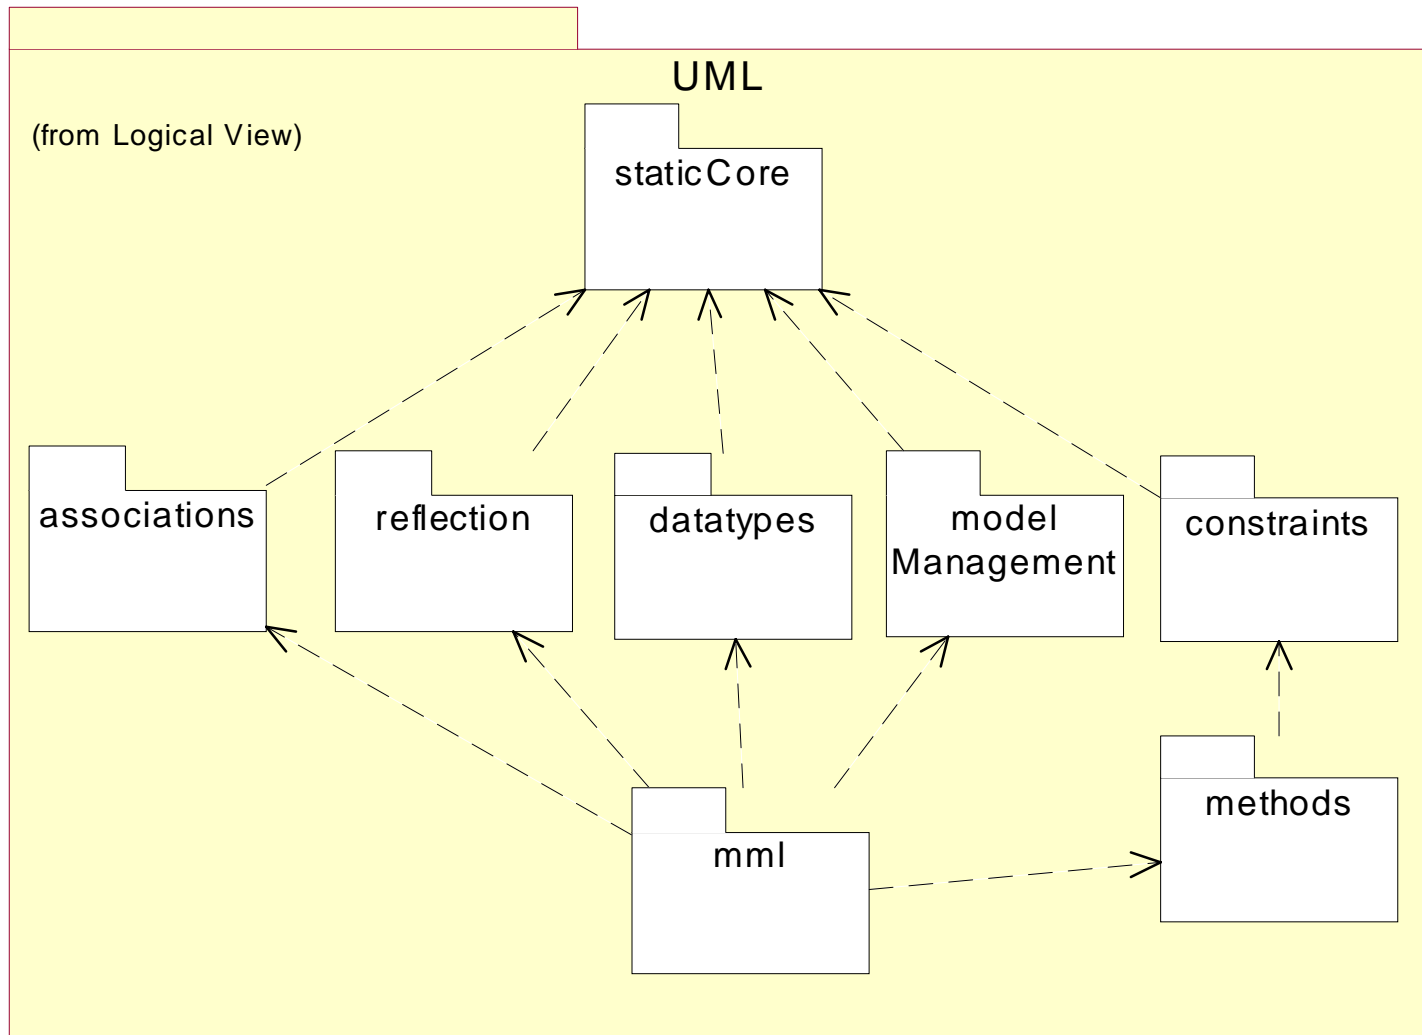 UML
(from Logical View)
staticCore
associations
reflection
datatypes
model
Management
constraints
methods
mml